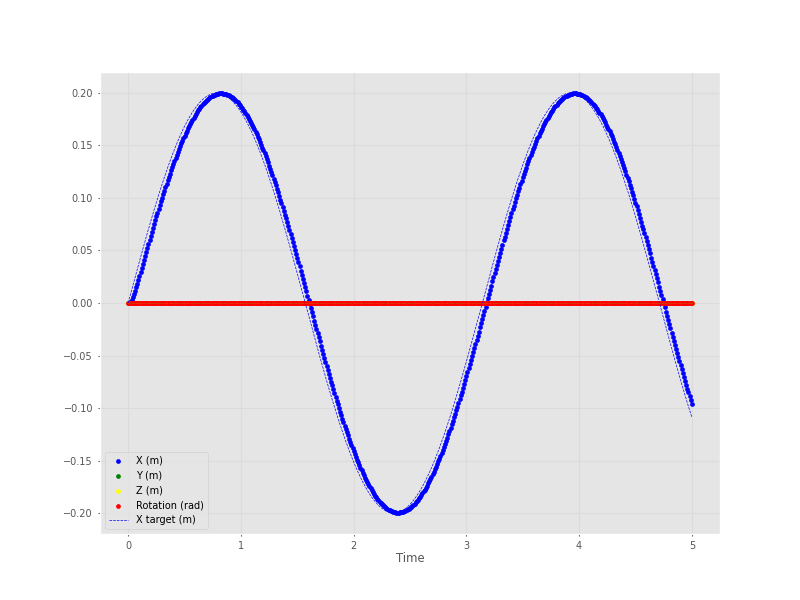 0.20
0.15
0.10
0.05
0.00
−0.05
−0.10
−0.15
−0.20
X (m)
Y (m)
Z (m)
Rotation (rad)
X target (m)
0 1 2 3 4 5
Time